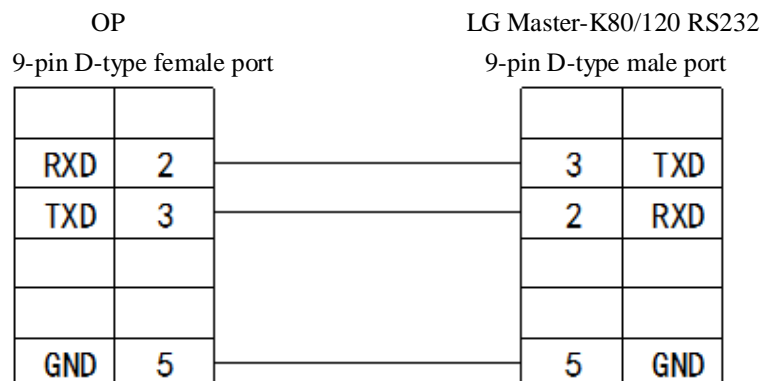 OP LG Master-K80/120 RS232
9-pin D-type female port 9-pin D-type male port
RXD 2 3 TXD
TXD 3 2 RXD
GND 5 5 GND